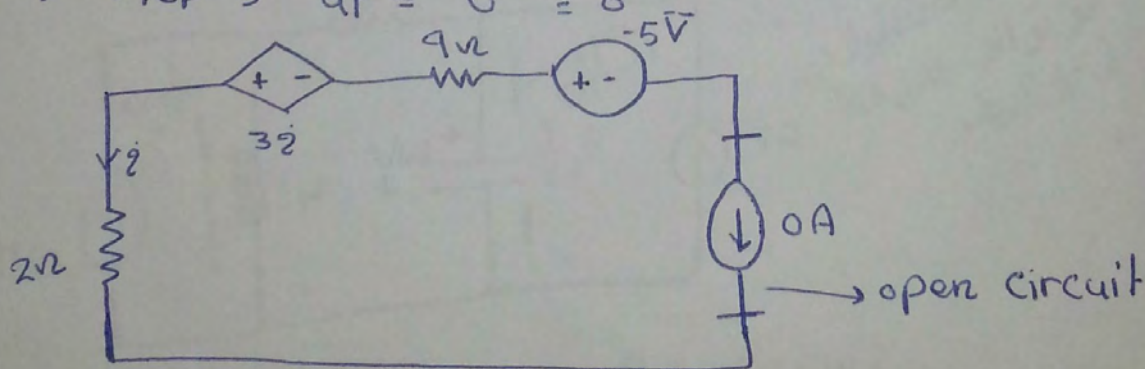 9Ω
-5V
+ -
+ -
3i
i
2Ω
0A
open circuit